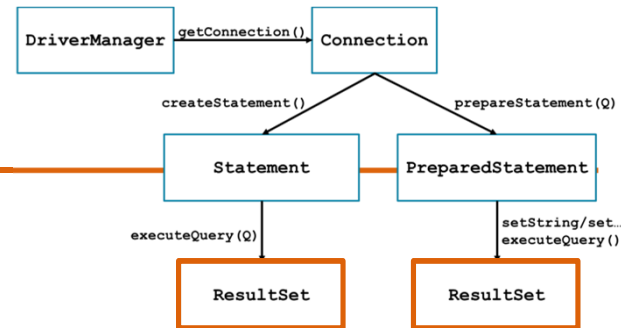 DriverManager
getConnection()
Connection
createStatement()
prepareStatement(Q)
Statement
PreparedStatement
executeQuery(Q)
setString/set…
executeQuery()
ResultSet
ResultSet